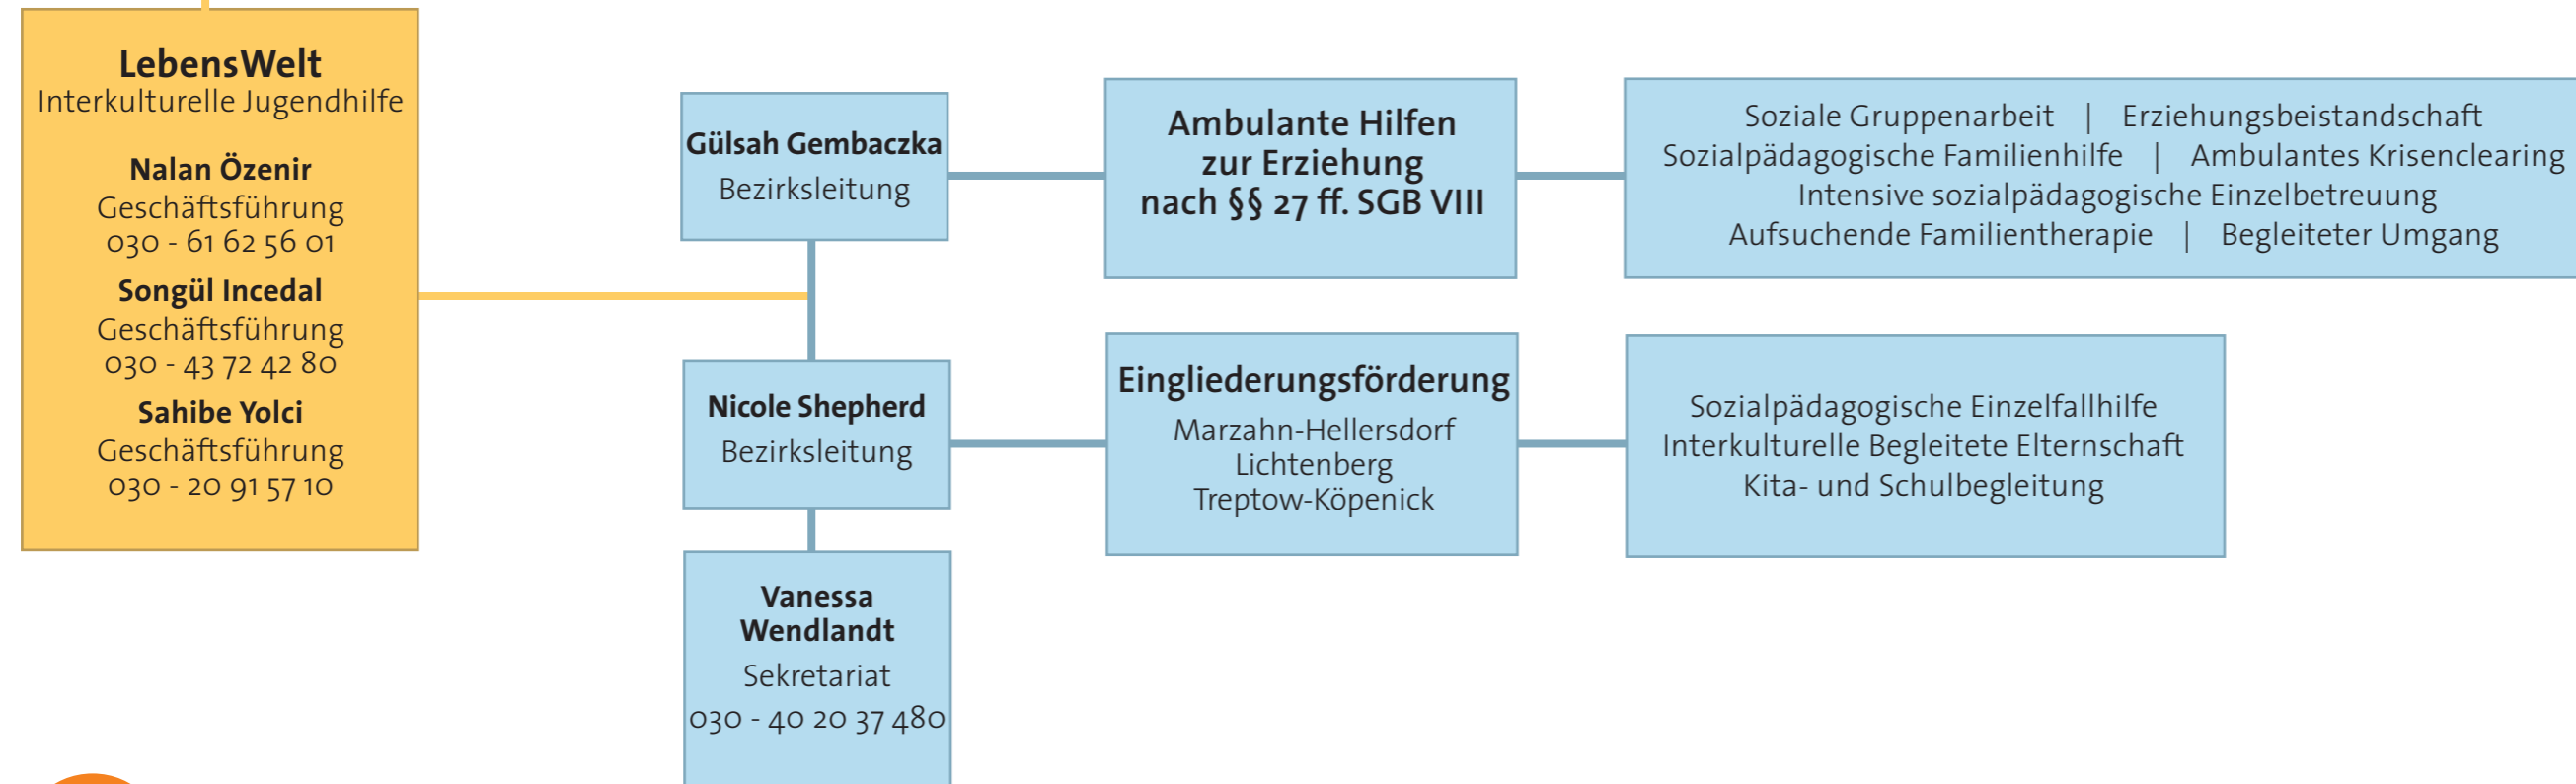 LebensWelt
Interkulturelle Jugendhilfe
Nalan Özenir
Geschäftsführung
030 - 61 62 56 01
Songül Incedal
Geschäftsführung
030 - 43 72 42 80
Sahibe Yolci
Geschäftsführung
030 - 20 91 57 10
Gülsah Gembaczka
Bezirksleitung
Ambulante Hilfen
zur Erziehung
nach §§ 27 ff. SGB VIII
Soziale Gruppenarbeit | Erziehungsbeistandschaft
Sozialpädagogische Familienhilfe | Ambulantes Krisenclearing
Intensive sozialpädagogische Einzelbetreuung
Aufsuchende Familientherapie | Begleiteter Umgang
Nicole Shepherd
Bezirksleitung
Eingliederungsförderung
Marzahn-Hellersdorf
Lichtenberg
Treptow-Köpenick
Sozialpädagogische Einzelfallhilfe
Interkulturelle Begleitete Elternschaft
Kita- und Schulbegleitung
Vanessa
Wendlandt
Sekretariat
030 - 40 20 37 480